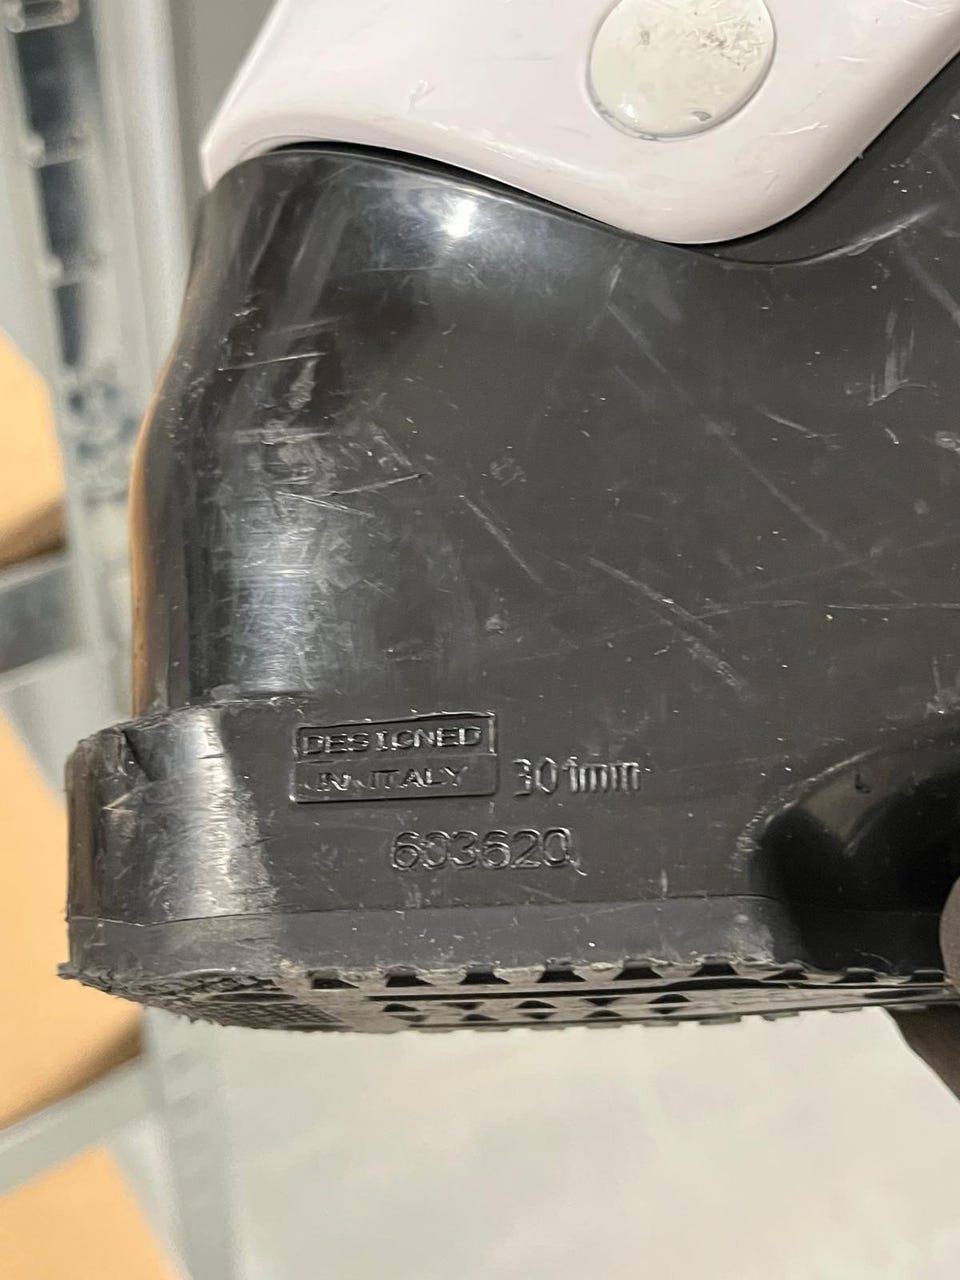 DESIGNED
IN ITALY
301mm
603620